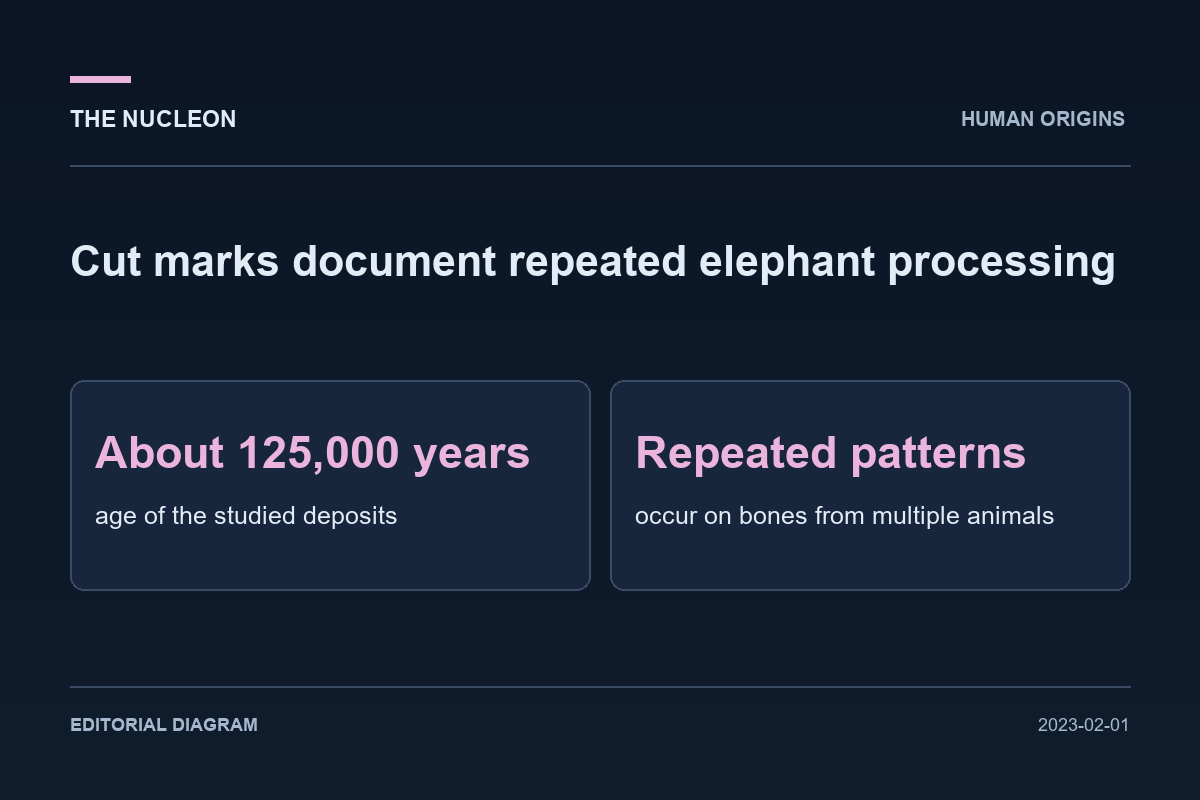 THE NUCLEON
HUMAN ORIGINS
Cut marks document repeated elephant processing
About 125,000 years
age of the studied deposits
Repeated patterns
occur on bones from multiple animals
EDITORIAL DIAGRAM
2023-02-01